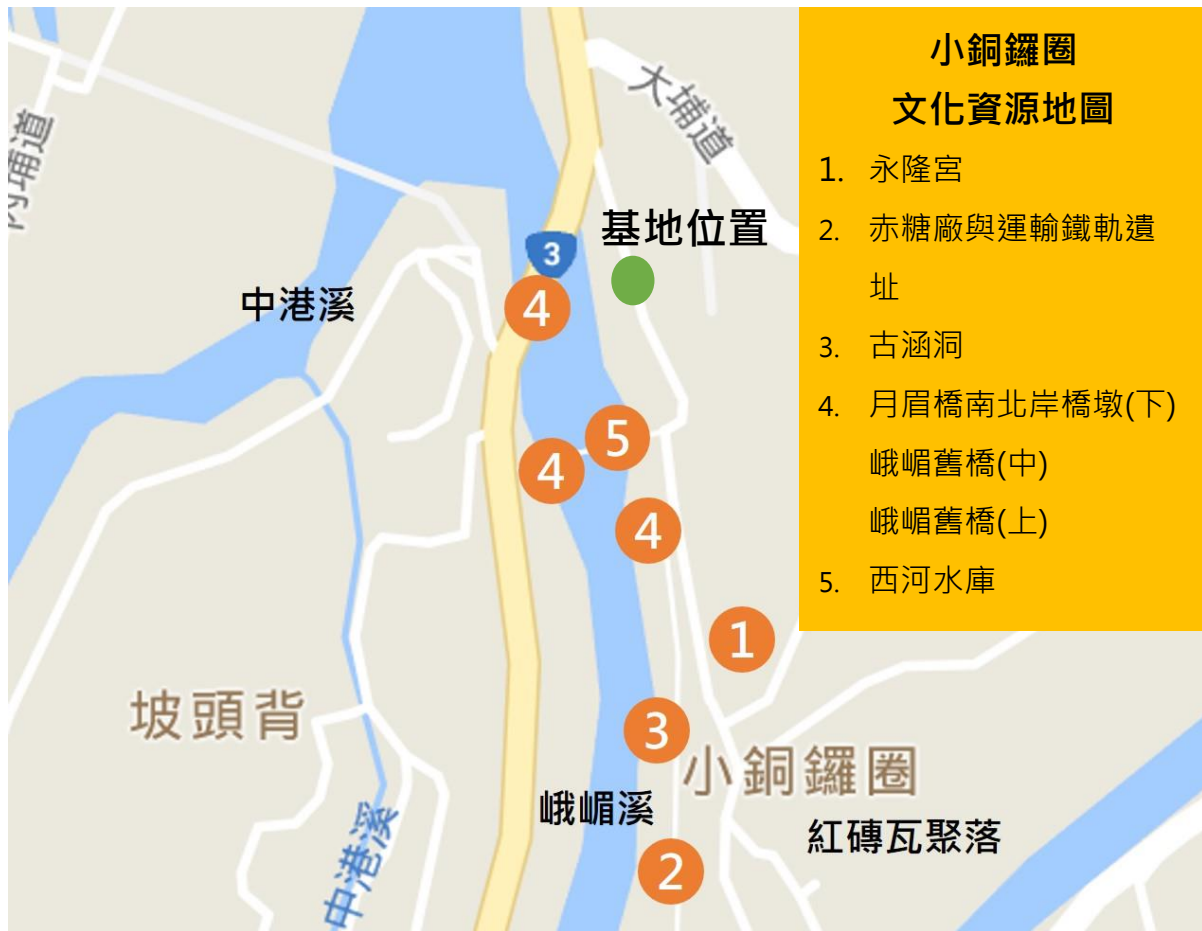 小銅鑼圈
文化資源地圖
1. 永隆宮
2. 赤糖廠與運輸鐵軌遺
址
3. 古涵洞
4. 月眉橋南北岸橋墩(下)
峨嵋舊橋(中)
峨嵋舊橋(上)
5. 西河水庫
大埔道
內埔道
基地位置
3
中港溪
4
5
4
4
1
坡頭背
3
小銅鑼圈
峨嵋溪
紅磚瓦聚落
中港溪
2